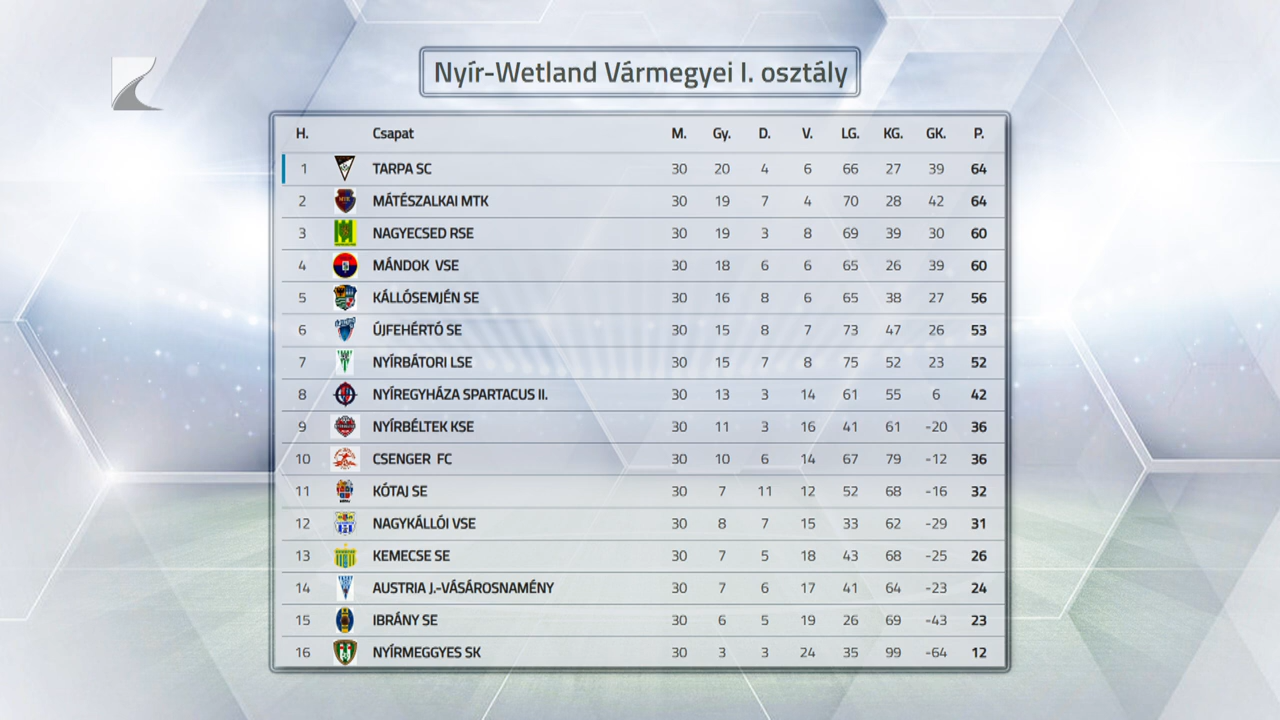 Nyír-Wetland Vármegyei I. osztály
H. Csapat M. Gy. D. V. LG. KG. GK. P.
1 TARPA SC 30 20 4 6 66 27 39 64
2 MÁTÉSZALKAI MTK 30 19 7 4 70 28 42 64
3 NAGYECSED RSE 30 19 3 8 69 39 30 60
4 MÁNDOK VSE 30 18 6 6 65 26 39 60
5 KÁLLÓSEMJÉN SE 30 16 8 6 65 38 27 56
6 ÚJFEHÉRTÓ SE 30 15 8 7 73 47 26 53
7 NYÍRBÁTORI LSE 30 15 7 8 75 52 23 52
8 NYÍREGYHÁZA SPARTACUS II. 30 13 3 14 61 55 6 42
9 NYÍRBÉLTEK KSE 30 11 3 16 41 61 -20 36
10 CSENGER FC 30 10 6 14 67 79 -12 36
11 KÓTAJ SE 30 7 11 12 52 68 -16 32
12 NAGYKÁLLÓI VSE 30 8 7 15 33 62 -29 31
13 KEMECSE SE 30 7 5 18 43 68 -25 26
14 AUSTRIA J.-VÁSÁROSNAMÉNY 30 7 6 17 41 64 -23 24
15 IBRÁNY SE 30 6 5 19 26 69 -43 23
16 NYÍRMEGGYES SK 30 3 3 24 35 99 -64 12